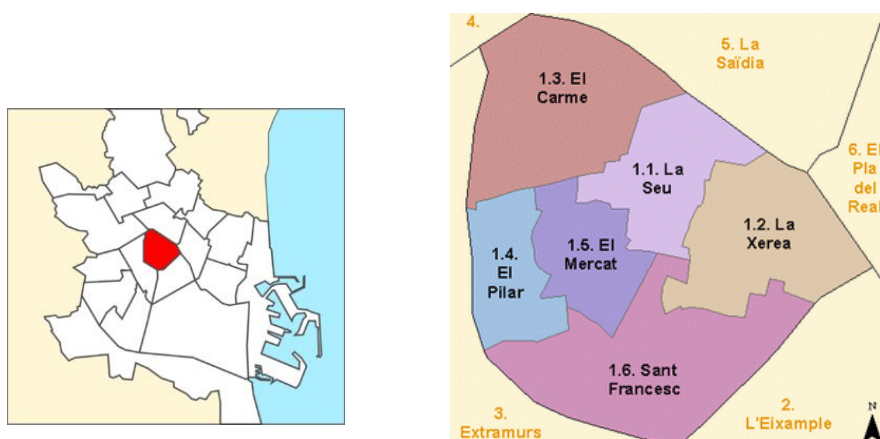 4.
5. La
Saïdia
1.3. El
Carme
6. El
Pla
del
Real
1.1. La
Seu
1.2. La
Xerea
1.4.
El
Pilar
1.5. El
Mercat
1.6. Sant
Francesc
3.
Extramurs
2.
L'Eixample
N